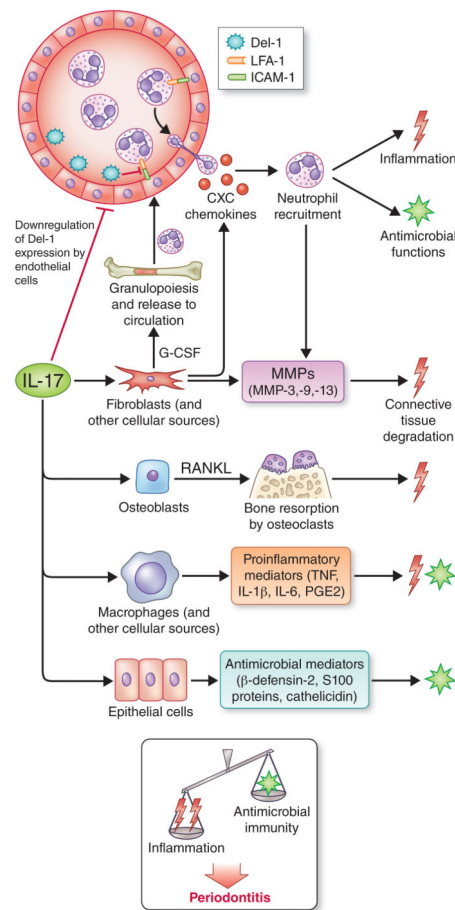 Del-1
LFA-1
ICAM-1
Inflammation
CXC
chemokines
Neutrophil
recruitment
Antimicrobial
functions
Downregulation
of Del-1
expression by
endothelial
cells
Granulopoiesis
and release to
circulation
G-CSF
IL-17
Fibroblasts (and
other cellular sources)
MMPs
(MMP-3,-9,-13)
Connective
tissue
degradation
RANKL
Osteoblasts
Bone resorption
by osteoclasts
Macrophages (and
other cellular sources)
Proinflammatory
mediators (TNF,
IL-1β, IL-6, PGE2)
Epithelial cells
Antimicrobial mediators
(β-defensin-2, S100
proteins, cathelicidin)
Antimicrobial
immunity
Inflammation
Periodontitis